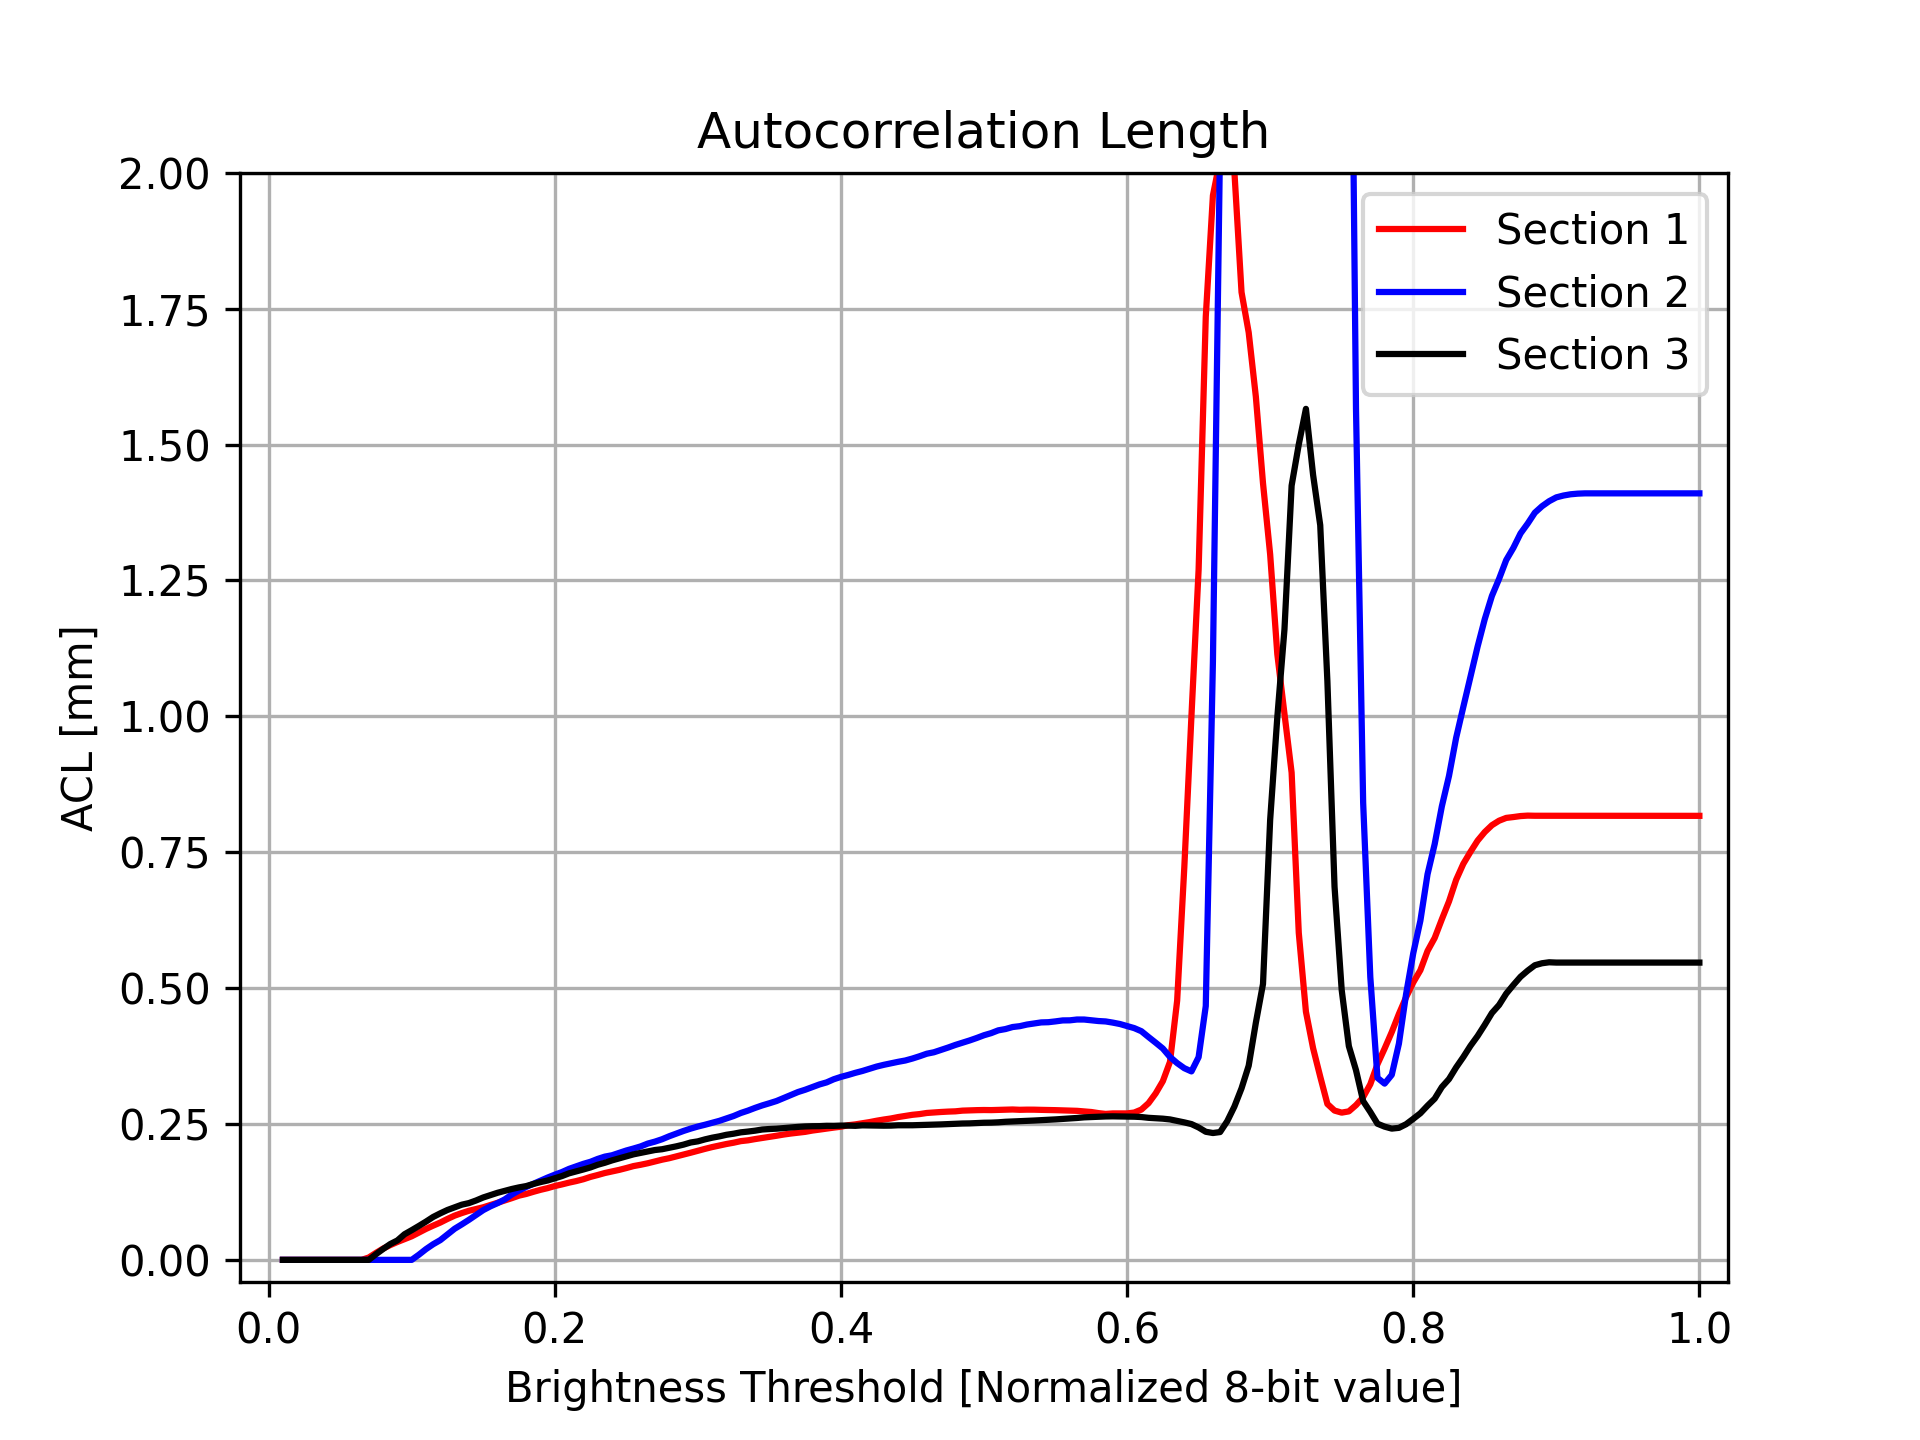 Autocorrelation Length
2.00
1.75
1.50
1.25
1.00
0.75
0.50
0.25
0.00
ACL [mm]
Section 1
Section 2
Section 3
0.0 0.2 0.4 0.6 0.8 1.0
Brightness Threshold [Normalized 8-bit value]